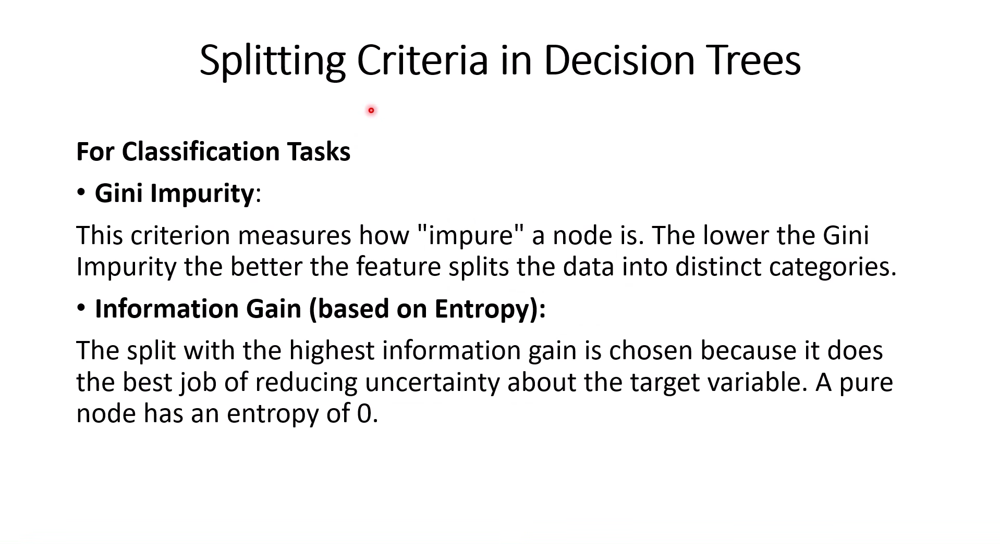 Splitting Criteria in Decision Trees
For Classification Tasks
• Gini Impurity:
This criterion measures how "impure" a node is. The lower the Gini
Impurity the better the feature splits the data into distinct categories.
• Information Gain (based on Entropy):
The split with the highest information gain is chosen because it does
the best job of reducing uncertainty about the target variable. A pure
node has an entropy of 0.